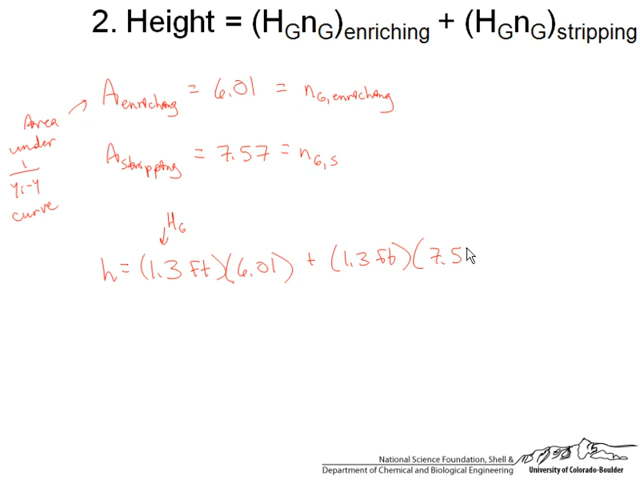 2. Height = (HGnG)enriching + (HGnG)stripping
Aenriching = 6.01 = nG,enriching
Area
under
1
yi-y
curve
Astripping = 7.57 = nG,s
HG
h = (1.3 ft)(6.01) + (1.3 ft)(7.5
National Science Foundation, Shell &
Department of Chemical and Biological Engineering
University of Colorado-Boulder